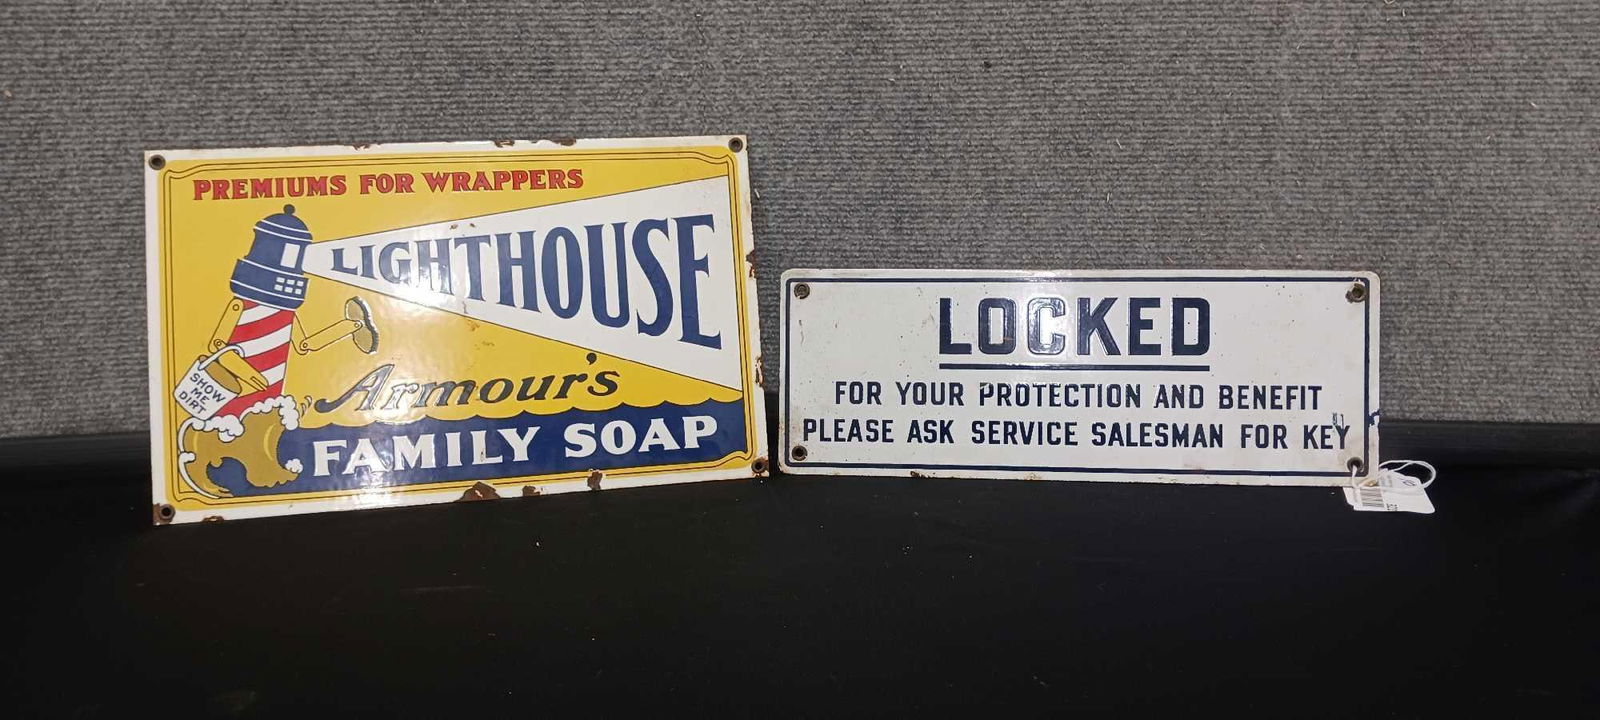 PREMIUMS FOR WRAPPERS
LIGHTHOUSE
SHOW
ME
DIRT
Armour's
FAMILY SOAP
LOCKED
FOR YOUR PROTECTION AND BENEFIT
PLEASE ASK SERVICE SALESMAN FOR KEY